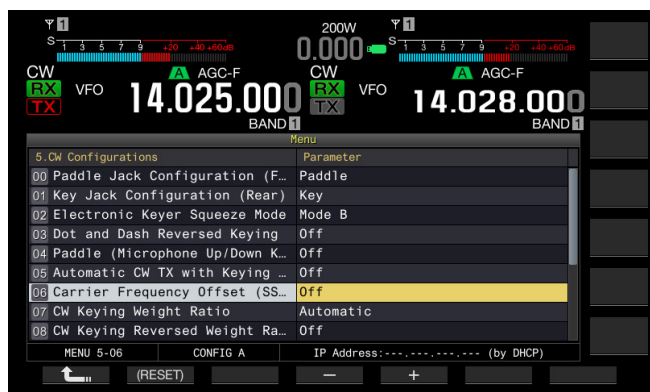 1 200W 1
S 1 3 5 7 9 +20 +40 +60dB 0.000 S 1 3 5 7 9 +20 +40 +60dB
CW A AGC-F CW A AGC-F
RX VFO 14.025.000 RX VFO 14.028.000
TX TX
BAND 1 BAND 1
Menu
5.CW Configurations Parameter
00 Paddle Jack Configuration (F… Paddle
01 Key Jack Configuration (Rear) Key
02 Electronic Keyer Squeeze Mode Mode B
03 Dot and Dash Reversed Keying Off
04 Paddle (Microphone Up/Down K… Off
05 Automatic CW TX with Keying … Off
06 Carrier Frequency Offset (SS… Off
07 CW Keying Weight Ratio Automatic
08 CW Keying Reversed Weight Ra… Off
MENU 5-06 CONFIG A IP Address:---.---.---.--- (by DHCP)
(RESET) － +